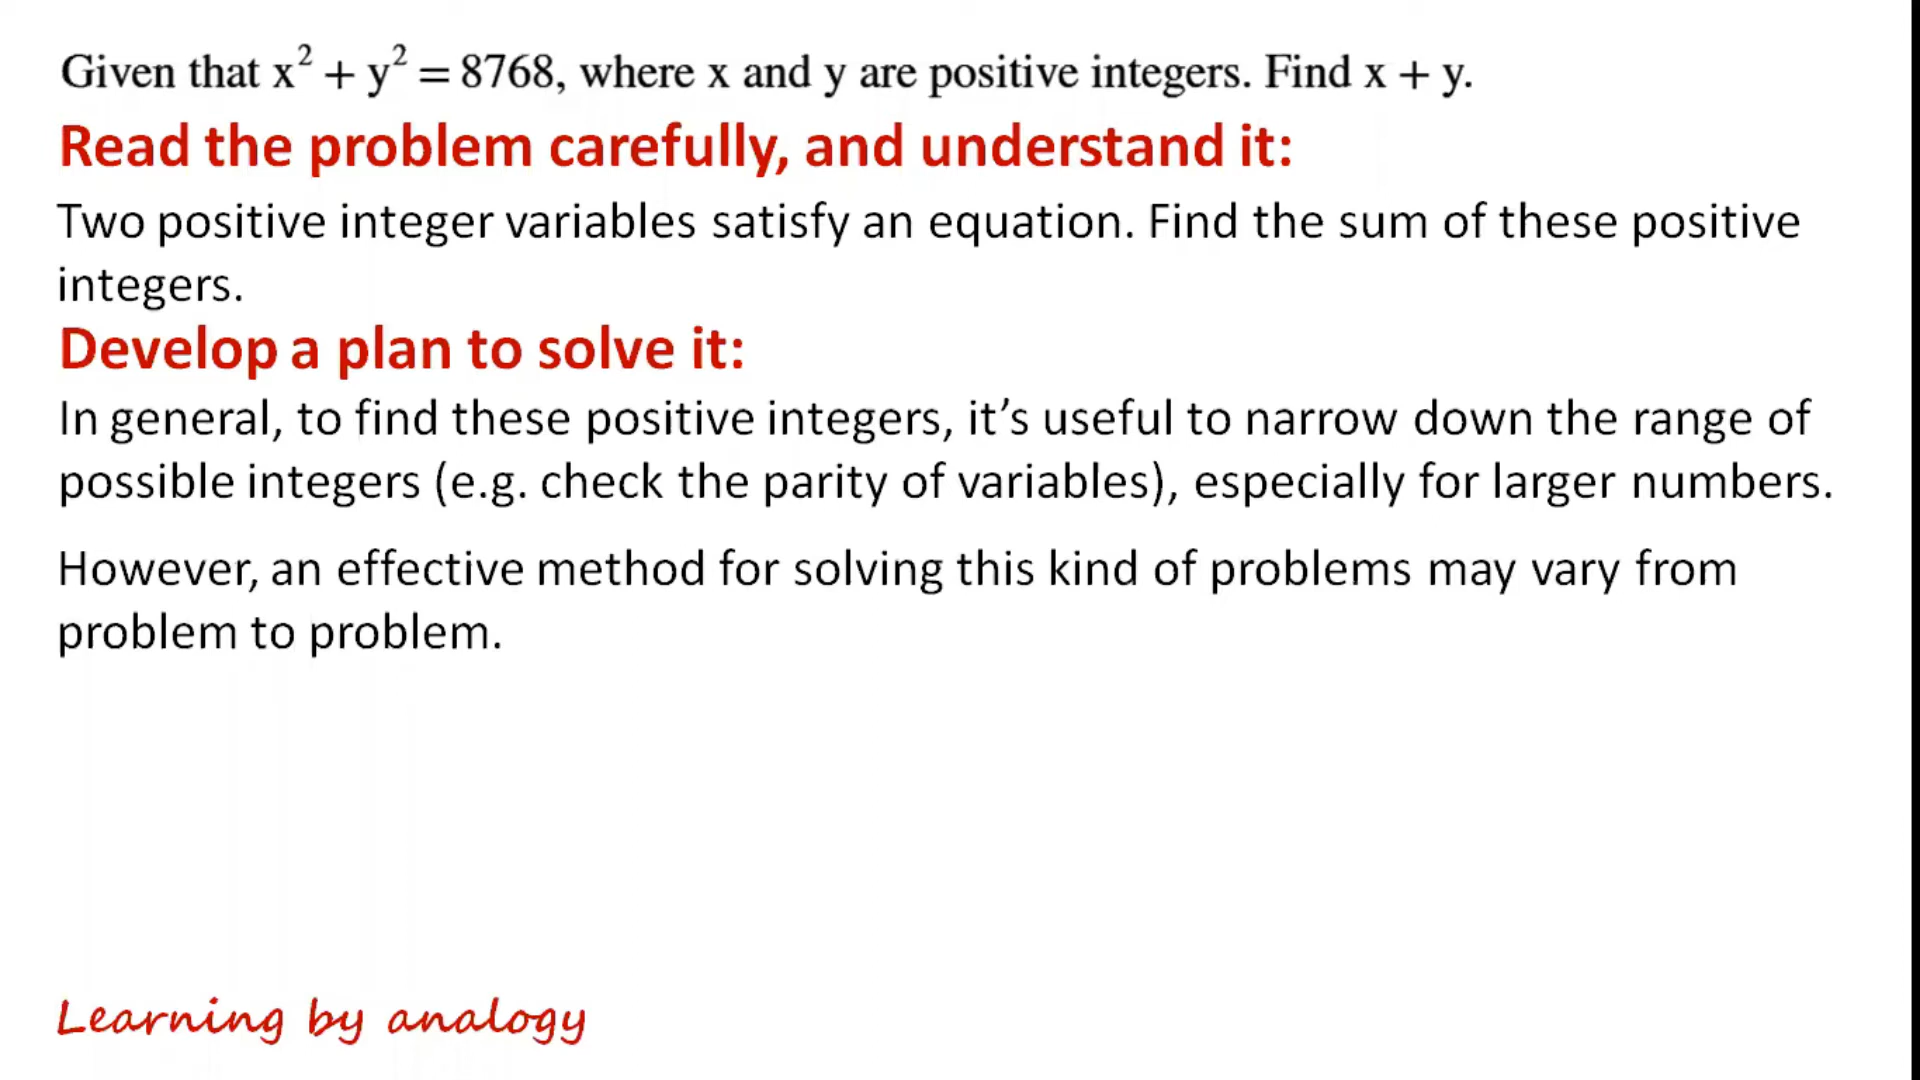 Given that x² + y² = 8768, where x and y are positive integers. Find x + y.
Read the problem carefully, and understand it:
Two positive integer variables satisfy an equation. Find the sum of these positive
integers.
Develop a plan to solve it:
In general, to find these positive integers, it’s useful to narrow down the range of
possible integers (e.g. check the parity of variables), especially for larger numbers.
However, an effective method for solving this kind of problems may vary from
problem to problem.
Learning by analogy